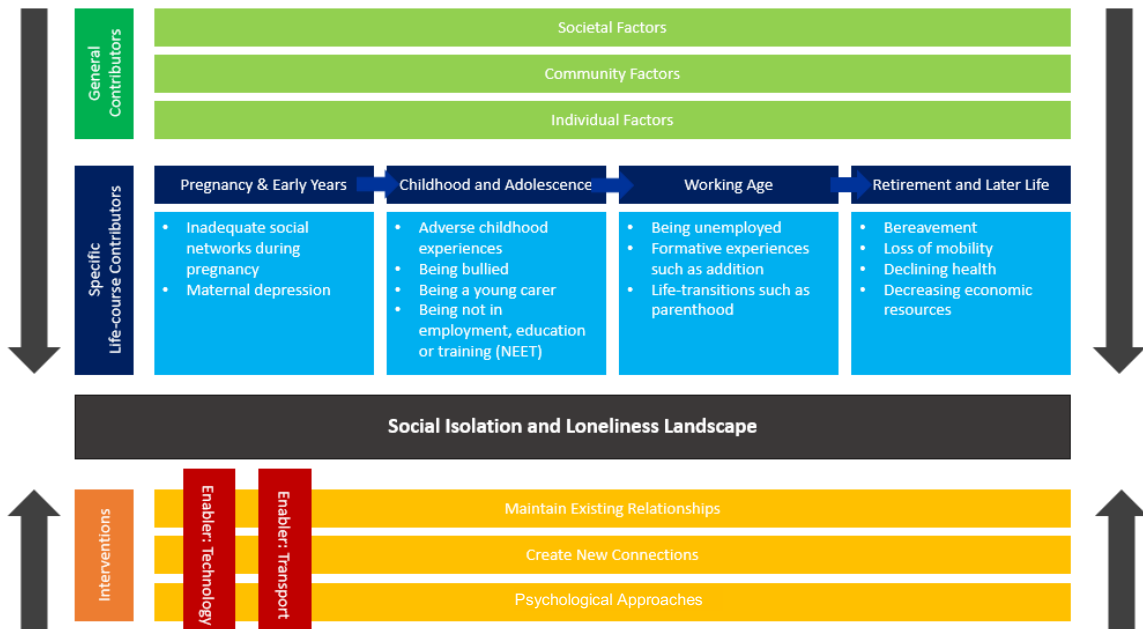 General
Contributors
Societal Factors
Community Factors
Individual Factors
Specific
Life-course Contributors
Pregnancy & Early Years
Childhood and Adolescence
Working Age
Retirement and Later Life
• Inadequate social
networks during
pregnancy
• Maternal depression
• Adverse childhood
experiences
• Being bullied
• Being a young carer
• Being not in
employment, education
or training (NEET)
• Being unemployed
• Formative experiences
such as addition
• Life-transitions such as
parenthood
• Bereavement
• Loss of mobility
• Declining health
• Decreasing economic
resources
Social Isolation and Loneliness Landscape
Interventions
Enabler: Technology
Enabler: Transport
Maintain Existing Relationships
Create New Connections
Psychological Approaches